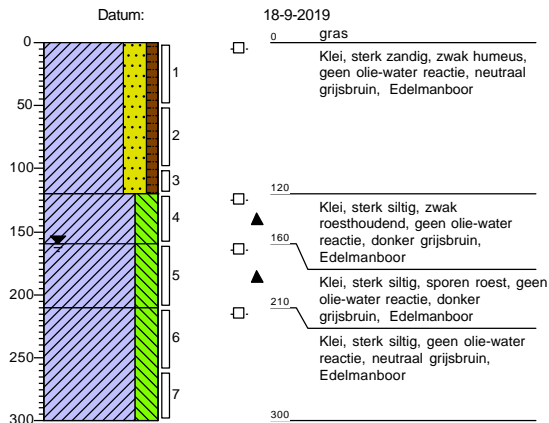 Datum: 18-9-2019
0
50
100
150
200
250
300
1
2
3
4
5
6
7
0 gras
Klei, sterk zandig, zwak humeus,
geen olie-water reactie, neutraal
grijsbruin, Edelmanboor
120
Klei, sterk siltig, zwak
roesthoudend, geen olie-water
reactie, donker grijsbruin,
Edelmanboor
160
Klei, sterk siltig, sporen roest, geen
olie-water reactie, donker
grijsbruin, Edelmanboor
210
Klei, sterk siltig, geen olie-water
reactie, neutraal grijsbruin,
Edelmanboor
300